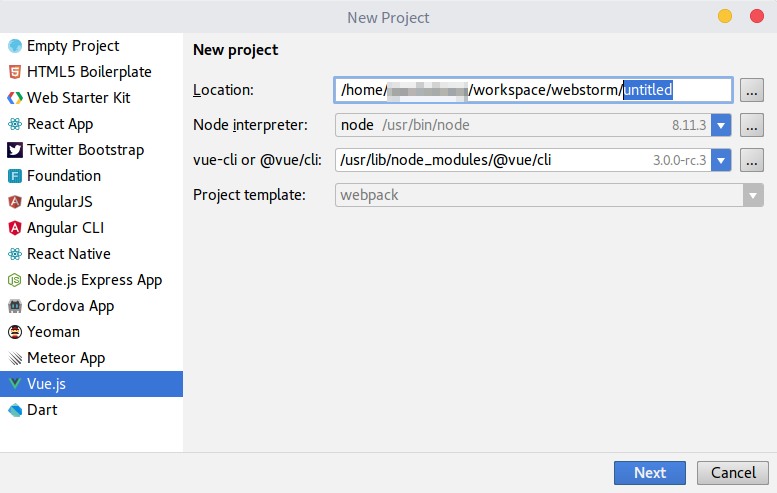 New Project
Empty Project
HTML5 Boilerplate
Web Starter Kit
React App
Twitter Bootstrap
Foundation
AngularJS
Angular CLI
React Native
Node.js Express App
Cordova App
Yeoman
Meteor App
Vue.js
Dart
New project
Location: /home/ /workspace/webstorm/untitled ...
Node interpreter: node /usr/bin/node 8.11.3 ...
vue-cli or @vue/cli: /usr/lib/node_modules/@vue/cli 3.0.0-rc.3 ...
Project template: webpack
Next Cancel